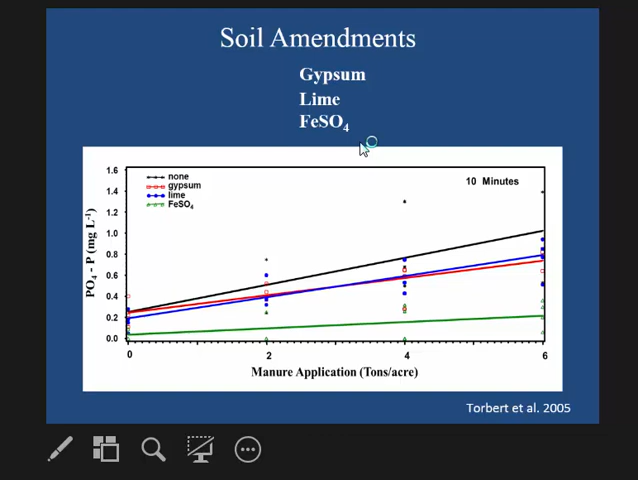 Soil Amendments
Gypsum
Lime
FeSO₄
none
gypsum
lime
FeSO₄
10 Minutes
1.6
1.4
1.2
1.0
0.8
0.6
0.4
0.2
0.0
PO₄ - P (mg L⁻¹)
0 2 4 6
Manure Application (Tons/acre)
Torbert et al. 2005